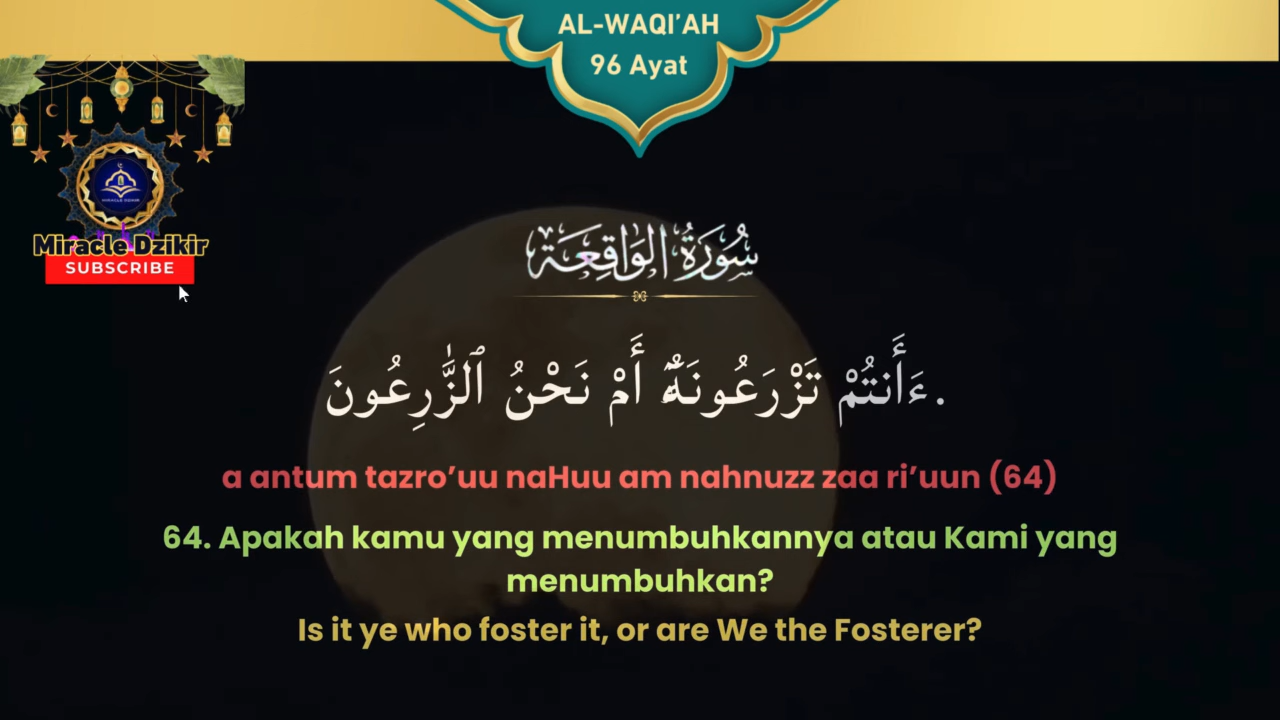 AL-WAQI’AH
96 Ayat
Miracle Dzikir
SUBSCRIBE
سُورَةُ الوَاقِعَة
ءَأَنتُمْ تَزْرَعُونَهُۥٓ أَمْ نَحْنُ ٱلزَّٰرِعُونَ.
a antum tazro’uu naHuu am nahnuzz zaa ri’uun (64)
64. Apakah kamu yang menumbuhkannya atau Kami yang
menumbuhkan?
Is it ye who foster it, or are We the Fosterer?